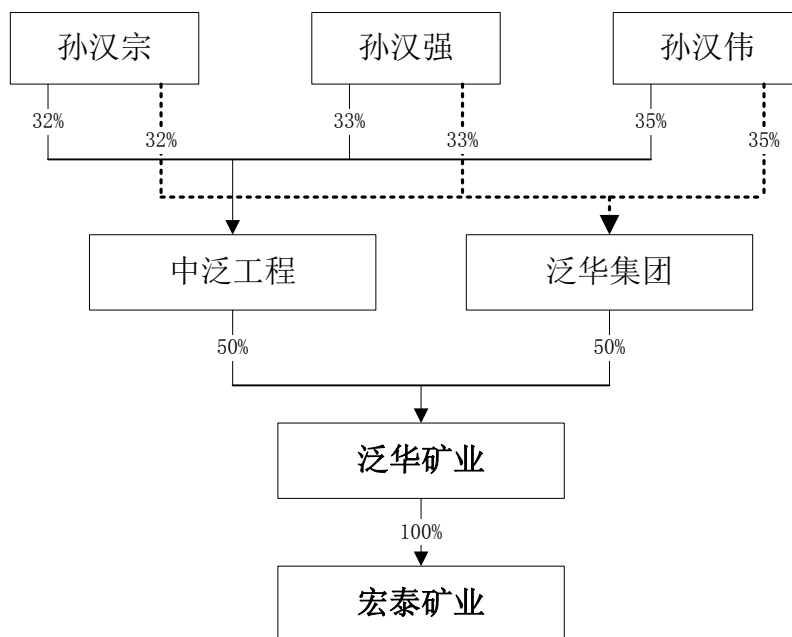 孙汉宗
孙汉强
孙汉伟
32%
32%
33%
33%
35%
35%
中泛工程
泛华集团
50%
50%
泛华矿业
100%
宏泰矿业